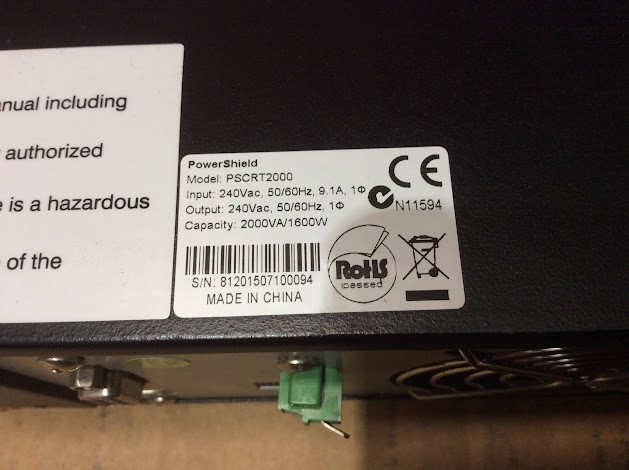 anual including
authorized
e is a hazardous
of the
PowerShield
Model: PSCRT2000
Input: 240Vac, 50/60Hz, 9.1A, 1Φ
Output: 240Vac, 50/60Hz, 1Φ
Capacity: 2000VA/1600W
CE
N11594
S/N: 81201507100094
MADE IN CHINA
RoHS
passed